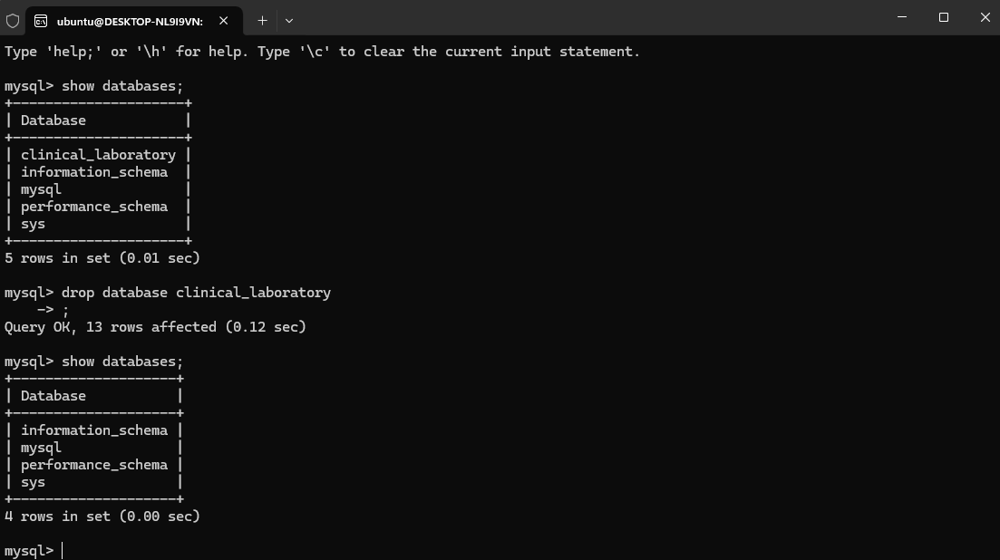 ubuntu@DESKTOP-NL9I9VN:
Type 'help;' or '\h' for help. Type '\c' to clear the current input statement.

mysql> show databases;
+---------------------+
| Database            |
+---------------------+
| clinical_laboratory |
| information_schema  |
| mysql               |
| performance_schema  |
| sys                 |
+---------------------+
5 rows in set (0.01 sec)

mysql> drop database clinical_laboratory
    -> ;
Query OK, 13 rows affected (0.12 sec)

mysql> show databases;
+--------------------+
| Database           |
+--------------------+
| information_schema |
| mysql              |
| performance_schema |
| sys                |
+--------------------+
4 rows in set (0.00 sec)

mysql>